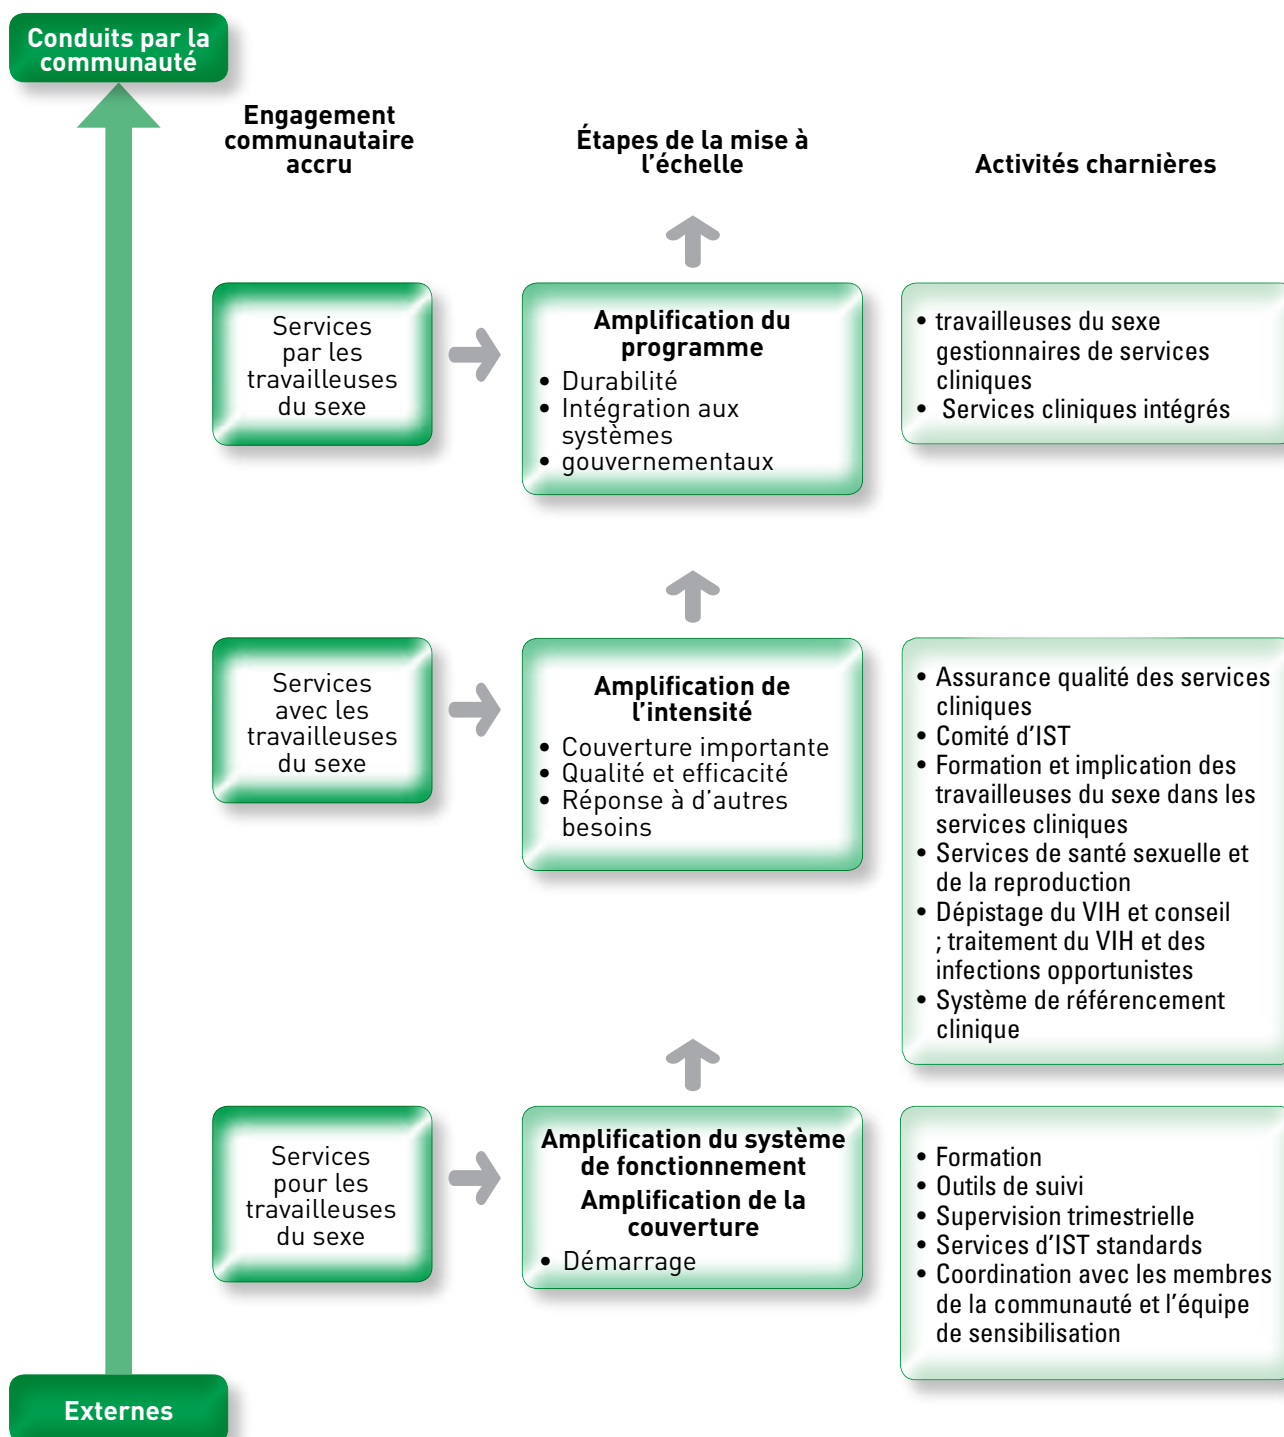 Conduits par la
communauté
Engagement
communautaire
accru
Étapes de la mise à
l’échelle
Activités charnières
Services
par les
travailleuses
du sexe
Amplification du
programme
• Durabilité
• Intégration aux
systèmes
• gouvernementaux
• travailleuses du sexe
gestionnaires de services
cliniques
• Services cliniques intégrés
Services
avec les
travailleuses
du sexe
Amplification de
l’intensité
• Couverture importante
• Qualité et efficacité
• Réponse à d’autres
besoins
• Assurance qualité des services
cliniques
• Comité d’IST
• Formation et implication des
travailleuses du sexe dans les
services cliniques
• Services de santé sexuelle et
de la reproduction
• Dépistage du VIH et conseil
; traitement du VIH et des
infections opportunistes
• Système de référencement
clinique
Services
pour les
travailleuses
du sexe
Amplification du système
de fonctionnement
Amplification de la
couverture
• Démarrage
• Formation
• Outils de suivi
• Supervision trimestrielle
• Services d’IST standards
• Coordination avec les membres
de la communauté et l’équipe
de sensibilisation
Externes